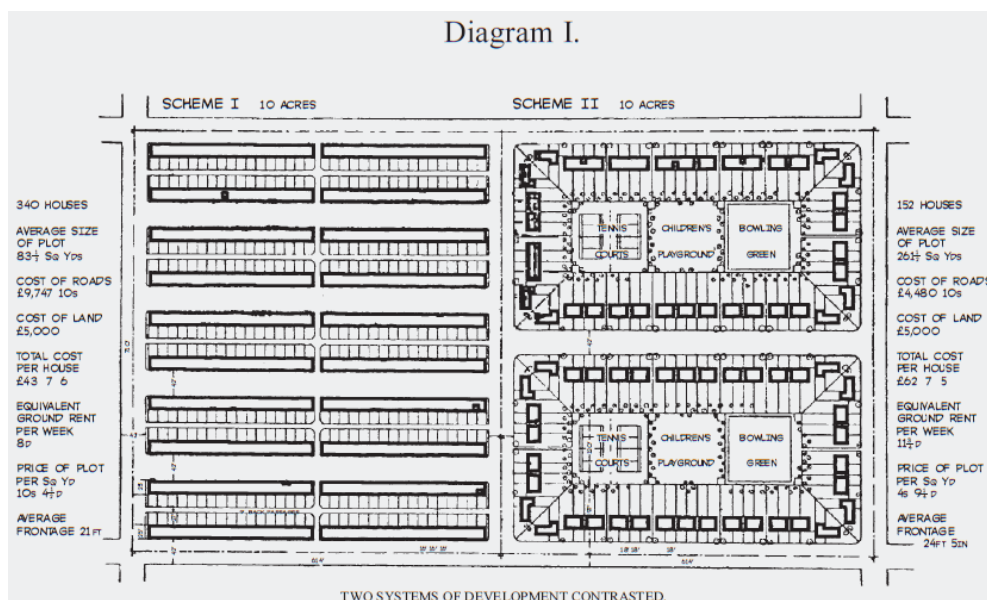 Diagram I.
SCHEME I 10 ACRES
SCHEME II 10 ACRES
340 HOUSES
AVERAGE SIZE
OF PLOT
83½ SQ YDS
COST OF ROADS
£9,747 10s
COST OF LAND
£5,000
TOTAL COST
PER HOUSE
£43 7 6
EQUIVALENT
GROUND RENT
PER WEEK
8D
PRICE OF PLOT
PER SQ YD
10s 4½D
AVERAGE
FRONTAGE 21FT
TENNIS
COURTS
CHILDREN'S
PLAYGROUND
BOWLING
GREEN
TENNIS
COURTS
CHILDREN'S
PLAYGROUND
BOWLING
GREEN
152 HOUSES
AVERAGE SIZE
OF PLOT
261½ SQ YDS
COST OF ROADS
£4,480 10s
COST OF LAND
£5,000
TOTAL COST
PER HOUSE
£62 7 5
EQUIVALENT
GROUND RENT
PER WEEK
11¼D
PRICE OF PLOT
PER SQ YD
4s 9½D
AVERAGE
FRONTAGE
24FT 5IN
614'
614'
TWO SYSTEMS OF DEVELOPMENT CONTRASTED.